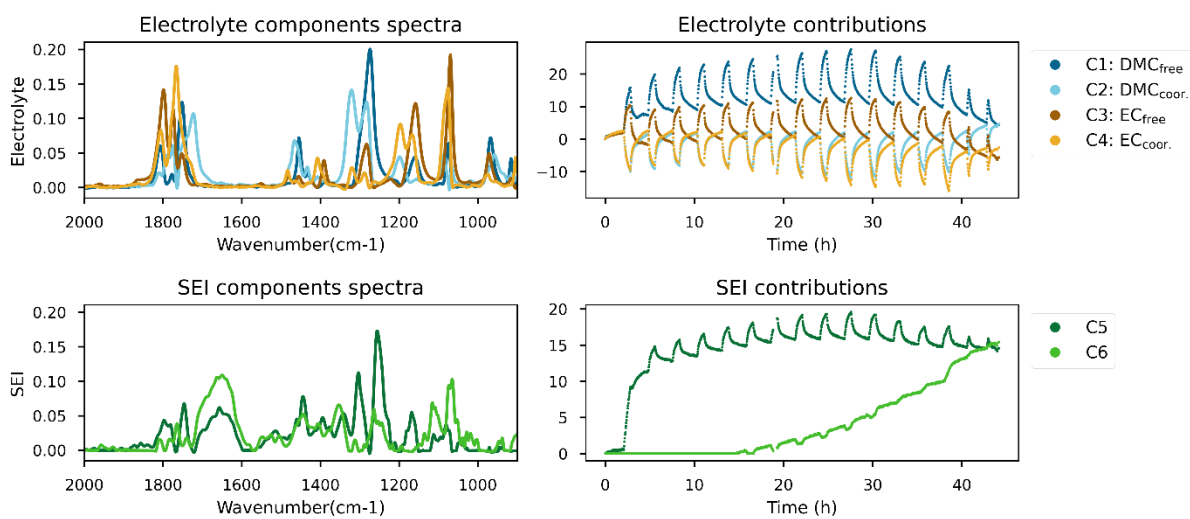 Electrolyte components spectra
Electrolyte contributions
Electrolyte
0.20
0.15
0.10
0.05
0.00
2000 1800 1600 1400 1200 1000
Wavenumber(cm-1)
20
10
0
−10
0 10 20 30 40
Time (h)
C1: DMCfree
C2: DMCcoor.
C3: ECfree
C4: ECcoor.
SEI components spectra
SEI contributions
SEI
0.20
0.15
0.10
0.05
0.00
2000 1800 1600 1400 1200 1000
Wavenumber(cm-1)
20
15
10
5
0
0 10 20 30 40
Time (h)
C5
C6